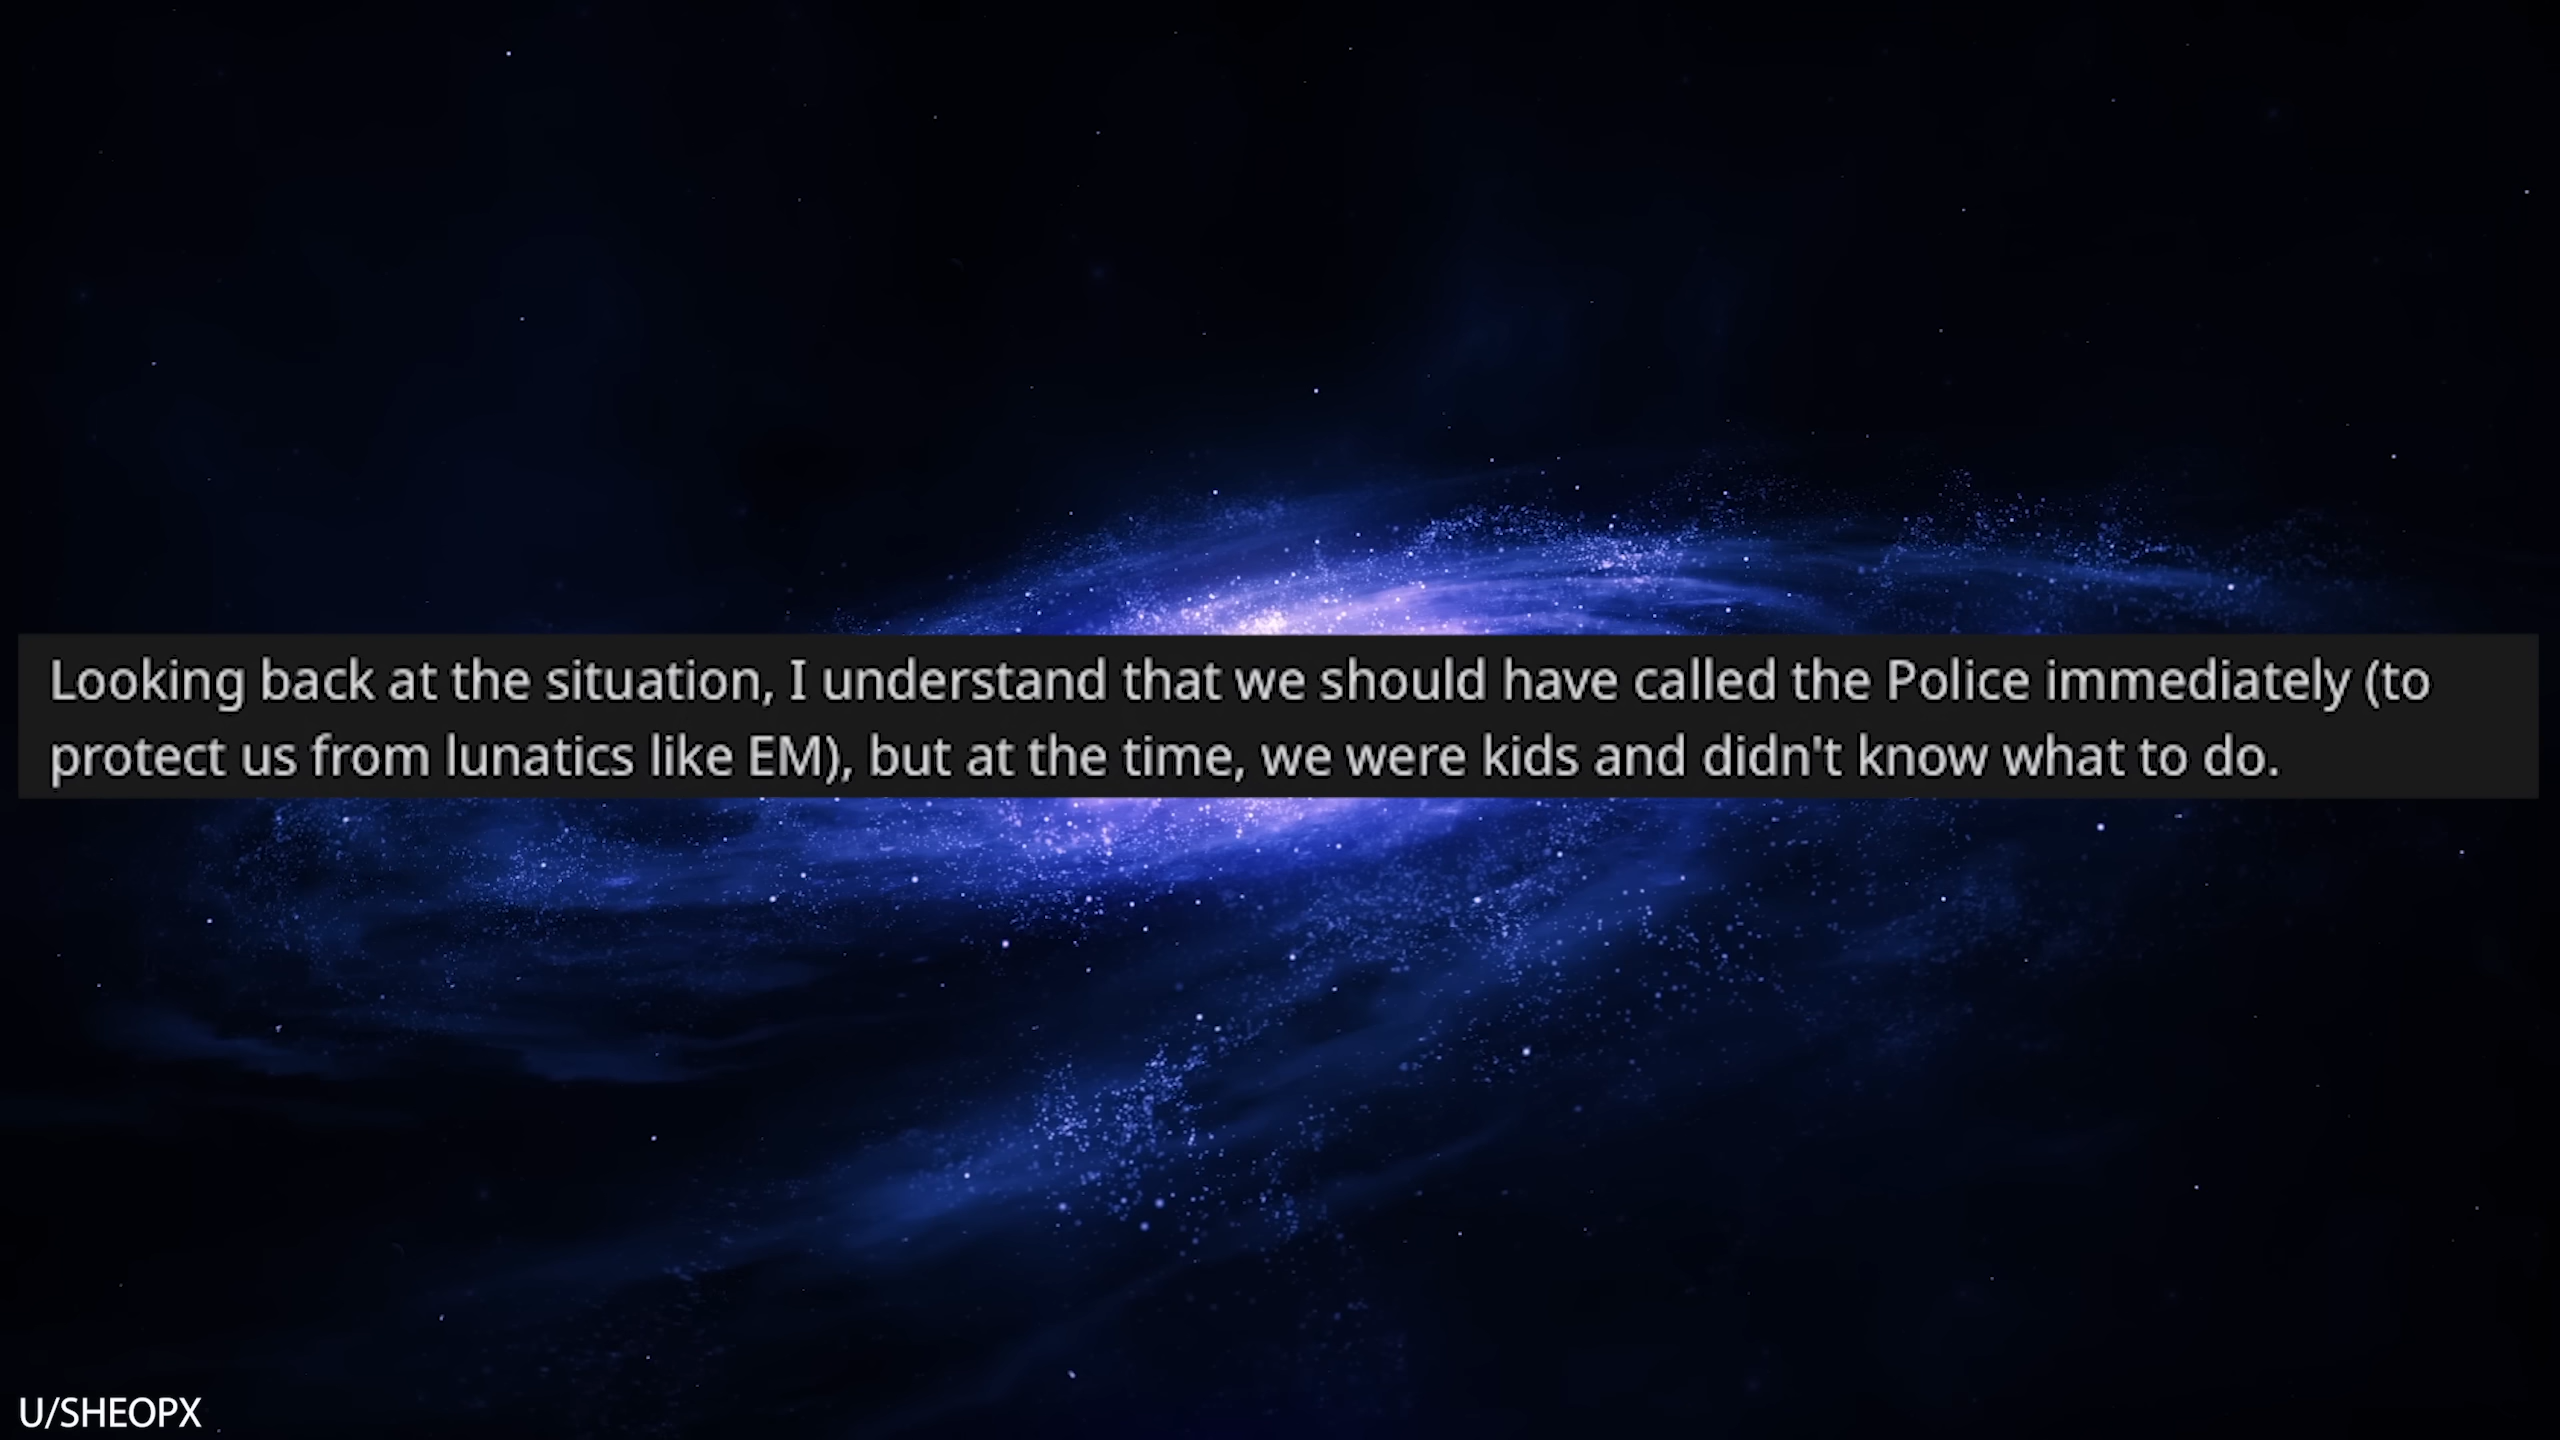 Looking back at the situation, I understand that we should have called the Police immediately (to
protect us from lunatics like EM), but at the time, we were kids and didn't know what to do.
U/SHEOPX